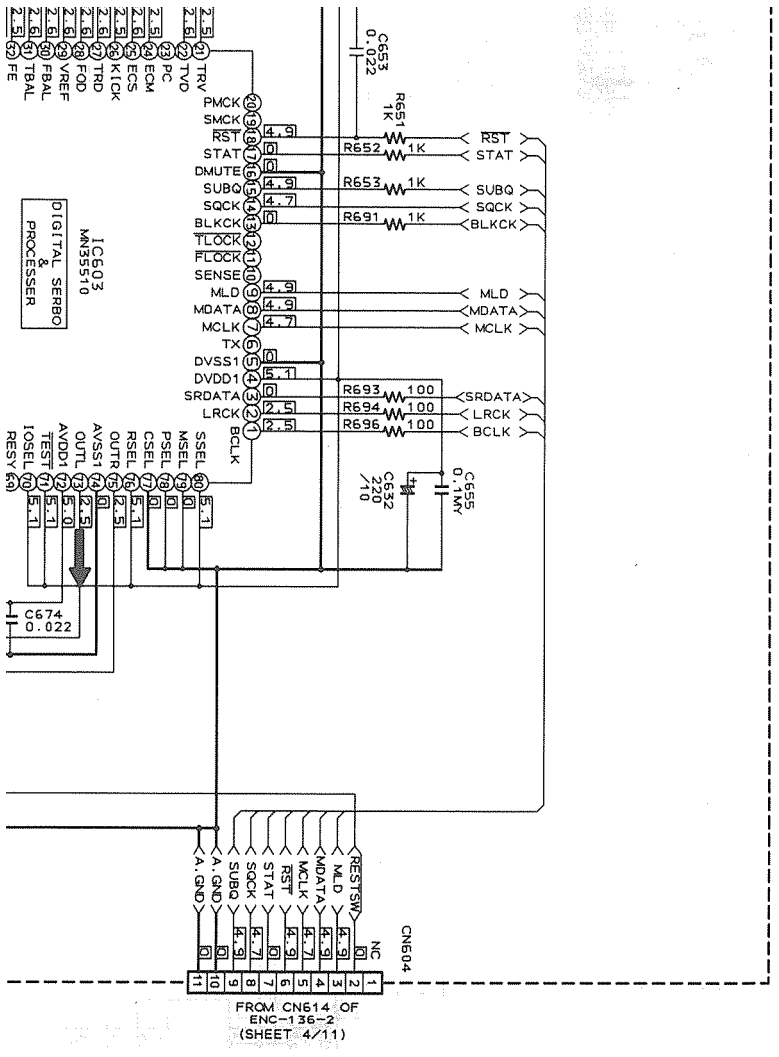 2.5
2.6
2.6
2.6
2.6
2.6
2.5
2.6
2.5
2.6
2.5
32 FE
31 TBAL
30 FBAL
29 VREF
28 FOD
27 TRD
26 KICK
25 ECS
24 ECM
23 PC
22 TVD
21 TRV
C653
0.022
PMCK 20
SMCK 19
RST 18 4.9
R651
1K
RST
STAT 17 0
R652 1K
STAT
DMUTE 16 0
SUBQ 15 4.9
R653 1K
SUBQ
SQCK 14 4.7
SQCK
BLKCK 13 0
R691 1K
BLKCK
TLOCK 12
FLOCK 11
SENSE 10
MLD 9 4.9
MLD
MDATA 8 4.9
MDATA
MCLK 7 4.7
MCLK
TX 6
DVSS1 5 0
DVDD1 4 5.1
SRDATA 3 0
R693 100
SRDATA
LRCK 2 2.5
R694 100
LRCK
BCLK
1 2.5
R696 100
BCLK
IC603
MN35510
DIGITAL SERBO
&
PROCESSER
RESY 69
IOSEL 70 5.1
TEST 71 5.1
AVDD1 72 5.0
OUTL 73 2.5
AVSS1 74 0
OUTR 75 2.5
RSEL 76 5.1
CSEL 77 0
PSEL 78 0
MSEL 79 0
SSEL 80 5.1
C632
220
/10
C655
0.1MY
C674
0.022
A.GND 0 11
A.GND 0 10
SUBQ 4.9 9
SQCK 4.7 8
STAT 0 7
RST 4.9 6
MCLK 4.7 5
MDATA 4.9 4
MLD 4.9 3
RESTSW 0 2
NC 1
CN604
FROM CN614 OF
ENC-136-2
(SHEET 4/11)